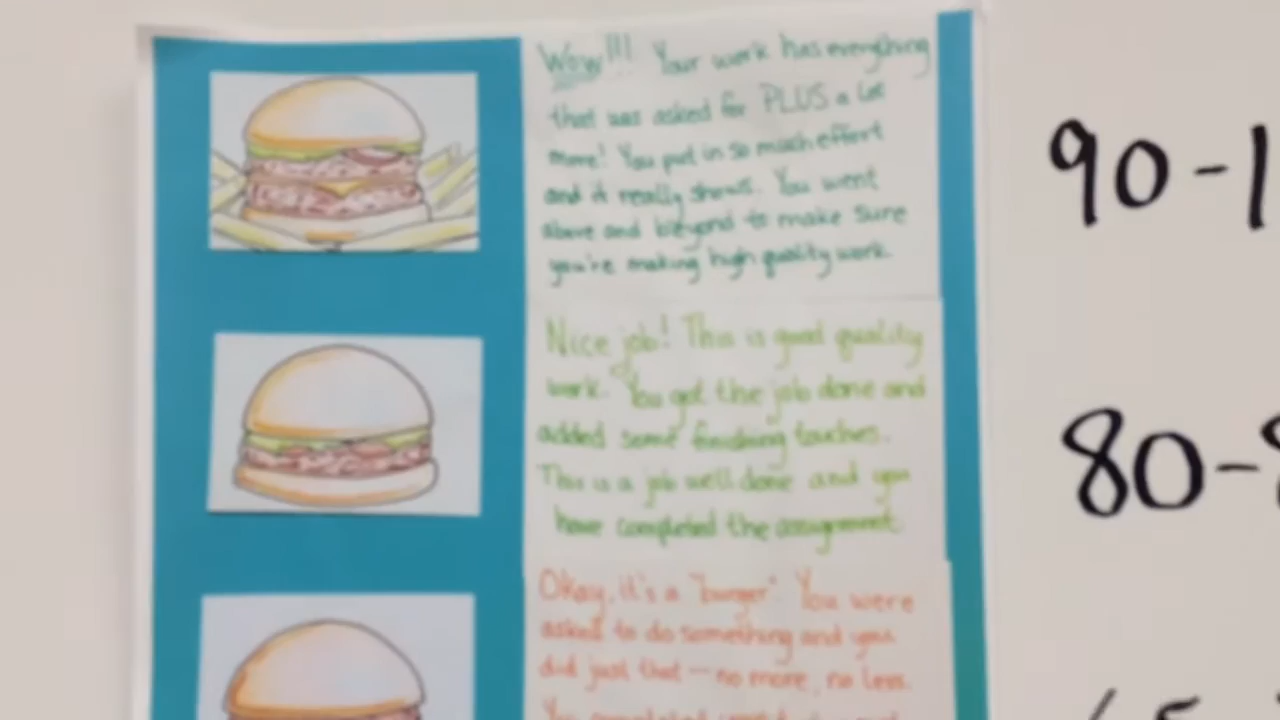 Wow!!! Your work has everything
that was asked for PLUS a lot
more! You put in so much effort
and it really shows. You went
above and beyond to make sure
you're making high quality work.
Nice job! This is good quality
work. You got the job done and
added some finishing touches.
This is a job well done and you
have completed the assignment.
Okay, it's a "burger" You were
asked to do something and you
did just that — no more, no less.
You completed
90-1
80-8
65